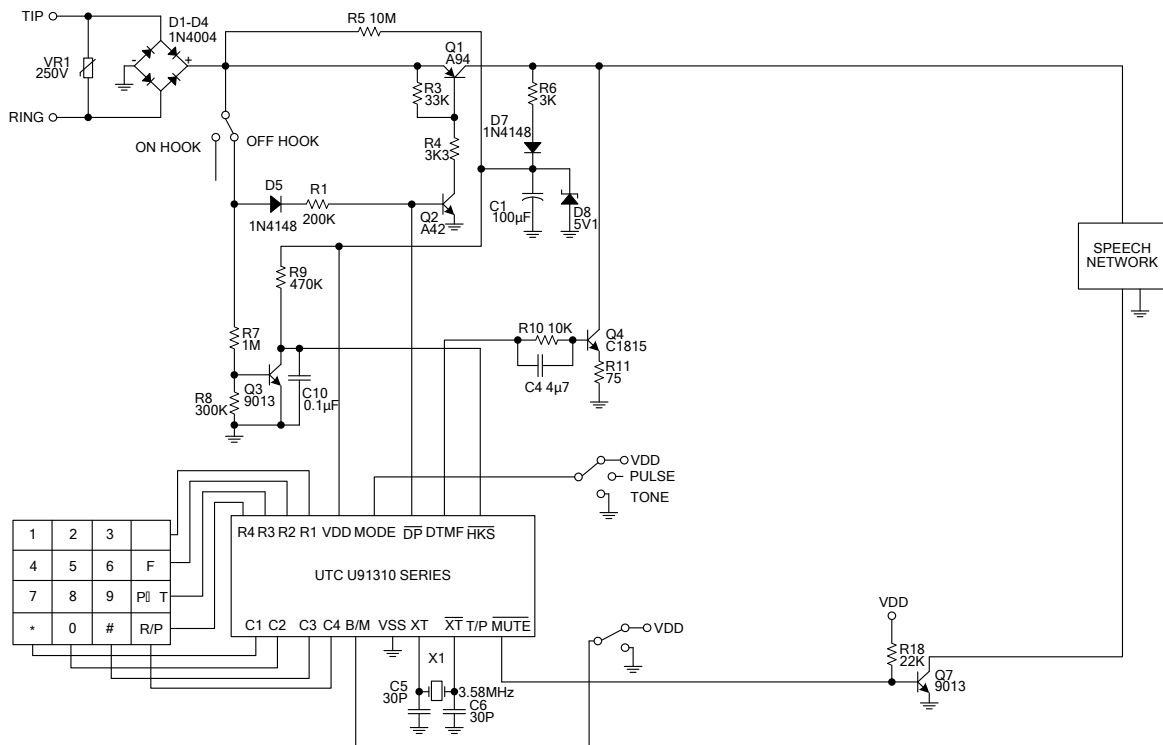 TIP
D1-D4
1N4004
VR1
250V
-
+
RING
R5 10M
Q1
A94
R3
33K
R6
3K
D7
1N4148
ON HOOK
OFF HOOK
R4
3K3
D5
1N4148
R1
200K
Q2
A42
C1
100µF
D8
5V1
SPEECH
NETWORK
R9
470K
R7
1M
R10 10K
Q4
C1815
C4 4µ7
R11
75
R8
300K
Q3
9013
C10
0.1µF
VDD
PULSE
TONE
1 2 3
4 5 6 F
7 8 9 P T
* 0 # R/P
R4 R3 R2 R1 VDD MODE DP DTMF HKS
UTC U91310 SERIES
C1 C2 C3 C4 B/M VSS XT XT T/P MUTE
VDD
VDD
X1
3.58MHz
C5
30P
C6
30P
R18
22K
Q7
9013